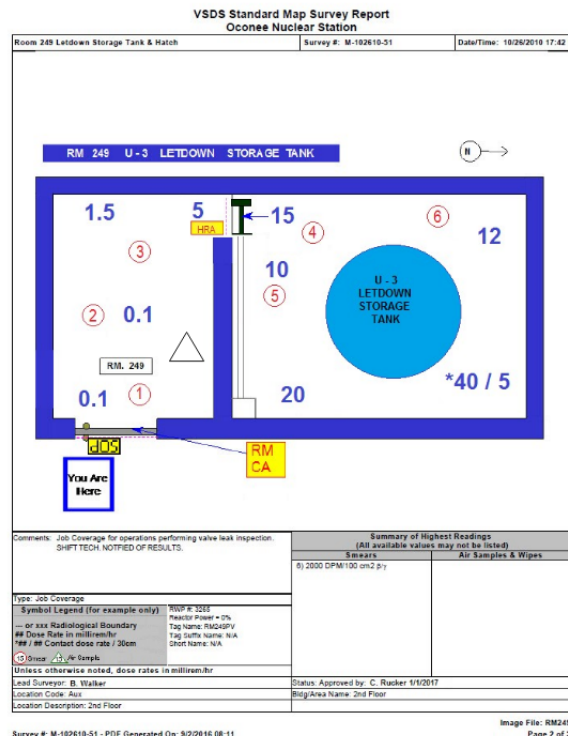 VSDS Standard Map Survey Report
Oconee Nuclear Station
Room 249 Letdown Storage Tank & Hatch
Survey #: M-102610-51
Date/Time: 10/26/2010 17:42
RM 249 U - 3 LETDOWN STORAGE TANK
N
1.5
5
HRA
15
4
6
12
3
10
5
U - 3
LETDOWN
STORAGE
TANK
2
0.1
RM. 249
0.1
1
20
*40 / 5
SOP
RM
CA
You Are
Here
Comments: Job Coverage for operations performing valve leak inspection.
SHIFT TECH. NOTFIED OF RESULTS.
Type: Job Coverage
Symbol Legend (for example only)
--- or xxx Radiological Boundary
## Dose Rate in millirem/hr
*## / ## Contact dose rate / 30cm
Smear
Air Sample
RWP #: 3268
Reactor Power = 0%
Tag Name: RM249PV
Tag Suffix Name: N/A
Short Name: N/A
Summary of Highest Readings
(All available values may not be listed)
Smears
Air Samples & Wipes
6) 2000 DPM/100 cm2 βγ
Unless otherwise noted, dose rates in millirem/hr
Lead Surveyor: B. Walker
Status: Approved by: C. Rucker 1/1/2017
Location Code: Aux
Bldg/Area Name: 2nd Floor
Location Description: 2nd Floor
Image File: RM249
Survey #: M-102610-51 - PDF Generated On: 9/2/2016 08:11
Page 2 of